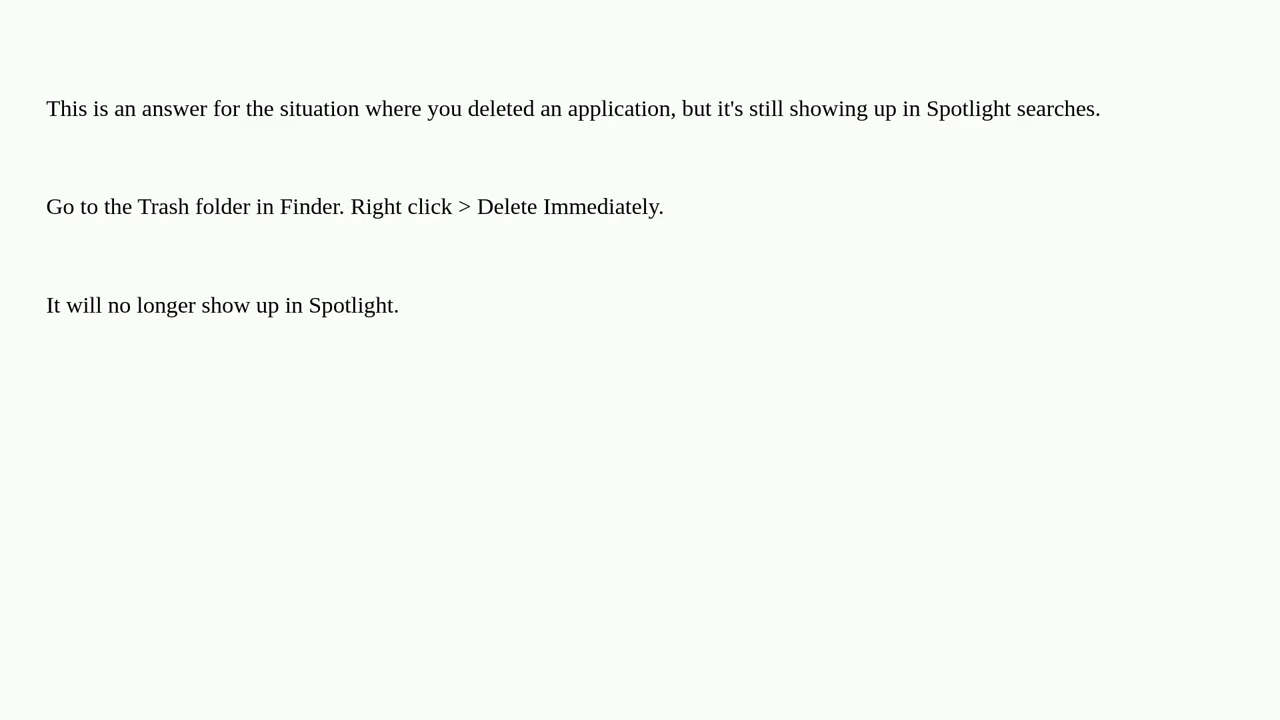 This is an answer for the situation where you deleted an application, but it's still showing up in Spotlight searches.
Go to the Trash folder in Finder. Right click > Delete Immediately.
It will no longer show up in Spotlight.